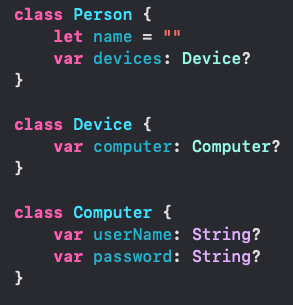 class Person {
    let name = ""
    var devices: Device?
}

class Device {
    var computer: Computer?
}

class Computer {
    var userName: String?
    var password: String?
}